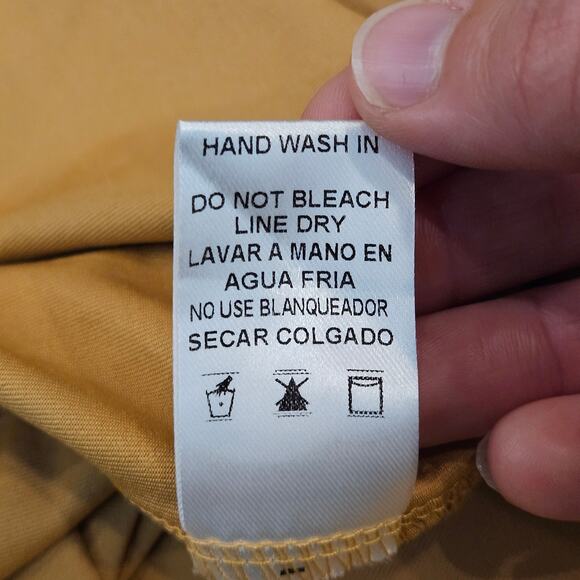 HAND WASH IN
DO NOT BLEACH
LINE DRY
LAVAR A MANO EN
AGUA FRIA
NO USE BLANQUEADOR
SECAR COLGADO